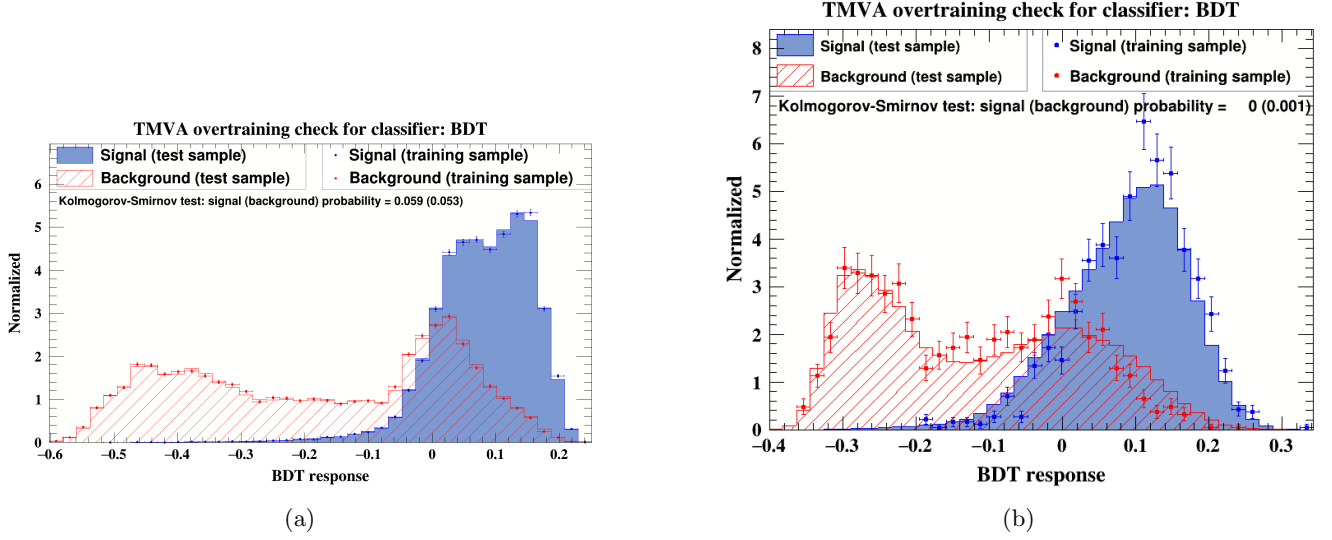 TMVA overtraining check for classifier: BDT
Signal (test sample)
Background (test sample)
Signal (training sample)
Background (training sample)
Kolmogorov-Smirnov test: signal (background) probability = 0.059 (0.053)
Normalized
6
5
4
3
2
1
0
−0.6 −0.5 −0.4 −0.3 −0.2 −0.1 0 0.1 0.2
BDT response
(a)
TMVA overtraining check for classifier: BDT
Signal (test sample)
Background (test sample)
Signal (training sample)
Background (training sample)
Kolmogorov-Smirnov test: signal (background) probability = 0 (0.001)
Normalized
8
7
6
5
4
3
2
1
0
−0.4 −0.3 −0.2 −0.1 0 0.1 0.2 0.3
BDT response
(b)